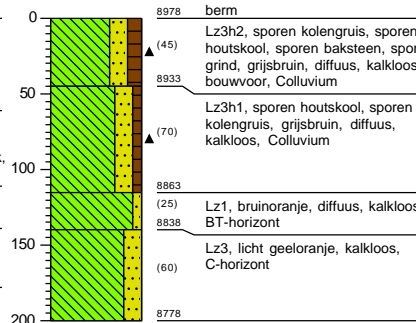 0
50
100
150
200
8978
(45)
8933
(70)
8863
(25)
8838
(60)
8778
berm
Lz3h2, sporen kolengruis, sporen
houtskool, sporen baksteen,
grind, grijsbruin, diffuus, kalkloos
bouwvoor, Colluvium
Lz3h1, sporen houtskool, sporen
kolengruis, grijsbruin, diffuus,
kalkloos, Colluvium
Lz1, bruinoranje, diffuus, kalkloos
BT-horizont
Lz3, licht geeloranje, kalkloos,
C-horizont